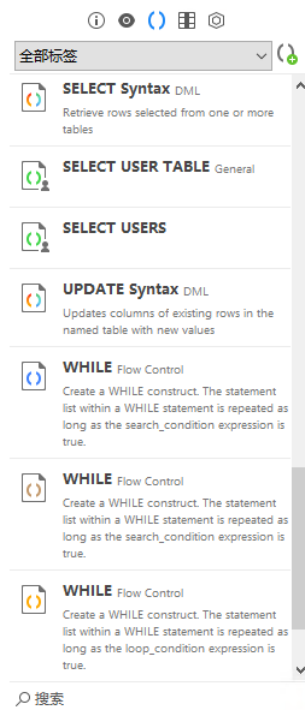 全部标签
SELECT Syntax DML
Retrieve rows selected from one or more
tables
SELECT USER TABLE General
SELECT USERS
UPDATE Syntax DML
Updates columns of existing rows in the
named table with new values
WHILE Flow Control
Create a WHILE construct. The statement
list within a WHILE statement is repeated as
long as the search_condition expression is
true.
WHILE Flow Control
Create a WHILE construct. The statement
list within a WHILE statement is repeated as
long as the search_condition expression is
true.
WHILE Flow Control
Create a WHILE construct. The statement
list within a WHILE statement is repeated as
long as the loop_condition expression is
true.
搜索